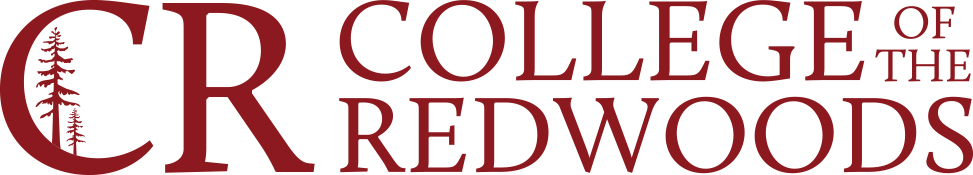 CR
COLLEGE OF THE
REDWOODS